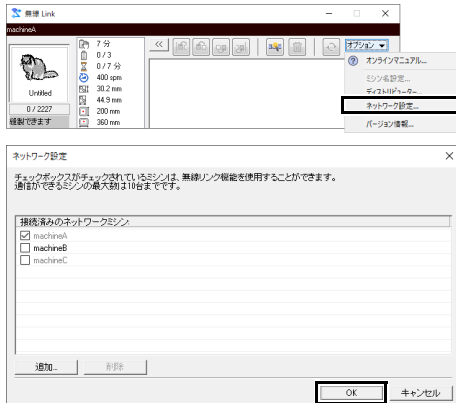 無線 Link
machineA
7 分
0 / 3
0 / 7 分
400 spm
30.2 mm
44.9 mm
200 mm
360 mm
Untitled
0 / 2227
縫製できます
オプション
オンラインマニュアル...
ミシン名設定...
ディストリビューター...
ネットワーク設定...
バージョン情報...
ネットワーク設定
チェックボックスがチェックされているミシンは、無線リンク機能を使用することができます。
通信ができるミシンの最大数は10台までです。
接続済みのネットワークミシン:
machineA
machineB
machineC
追加...
削除
OK
キャンセル